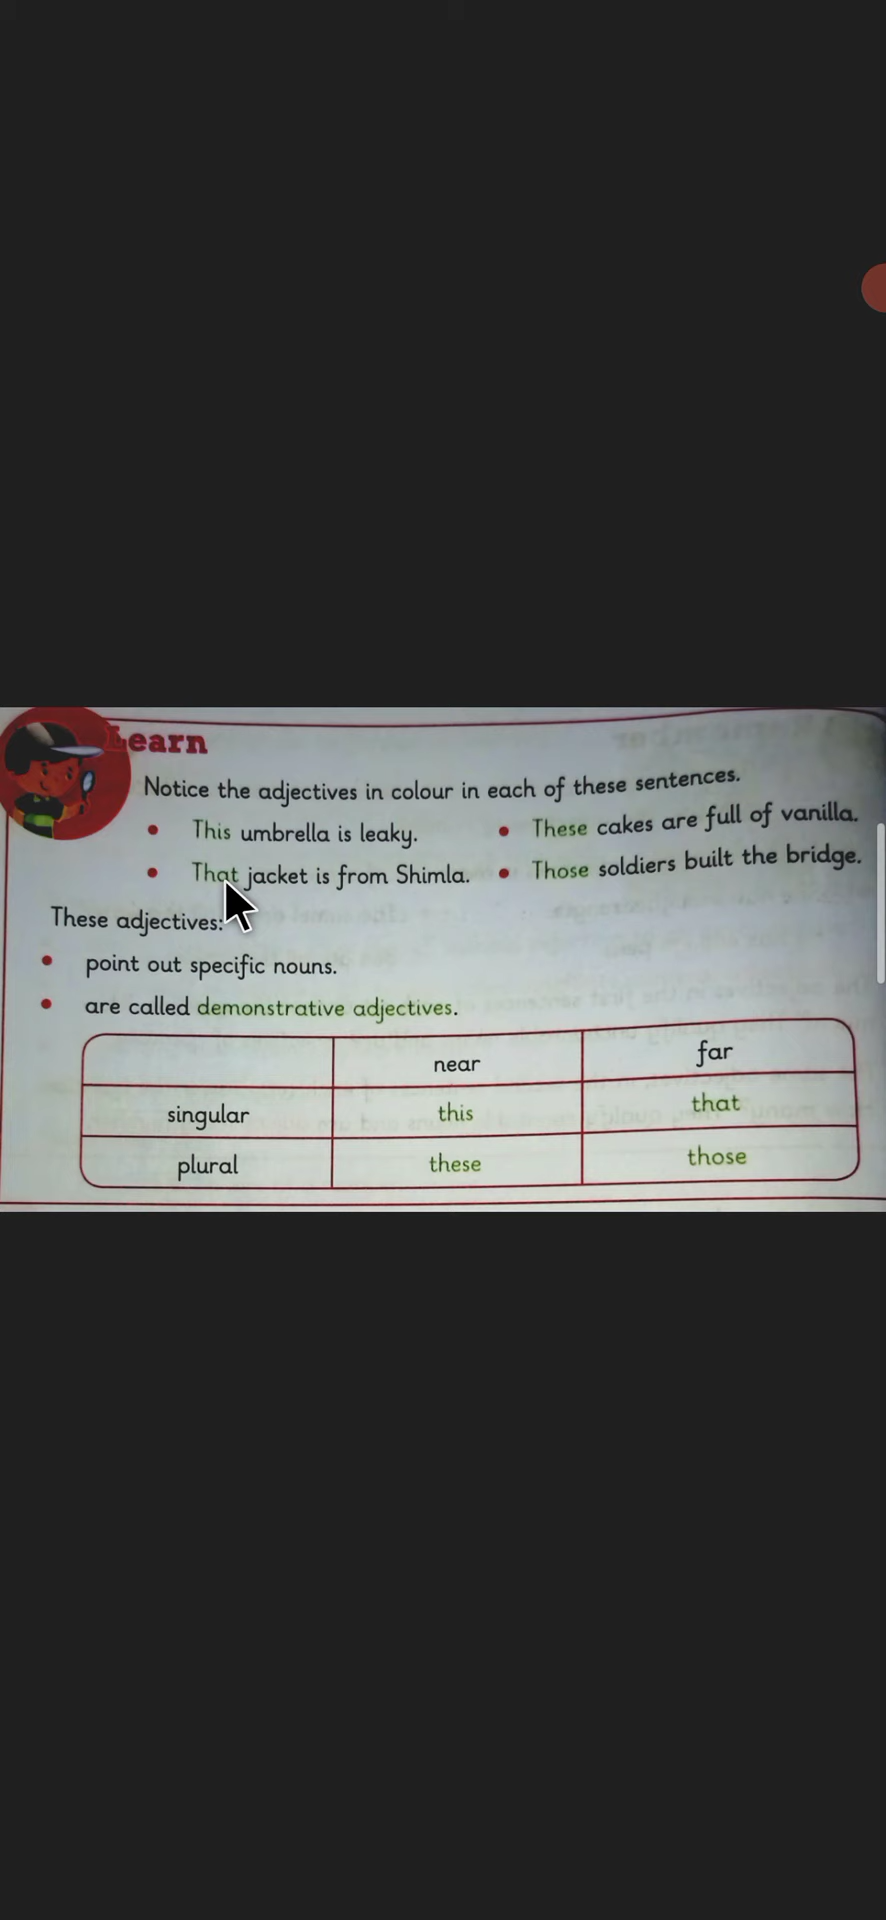 Learn
Notice the adjectives in colour in each of these sentences.
• This umbrella is leaky. • These cakes are full of vanilla.
• That jacket is from Shimla. • Those soldiers built the bridge.
These adjectives:
• point out specific nouns.
• are called demonstrative adjectives.
near far
singular this that
plural these those